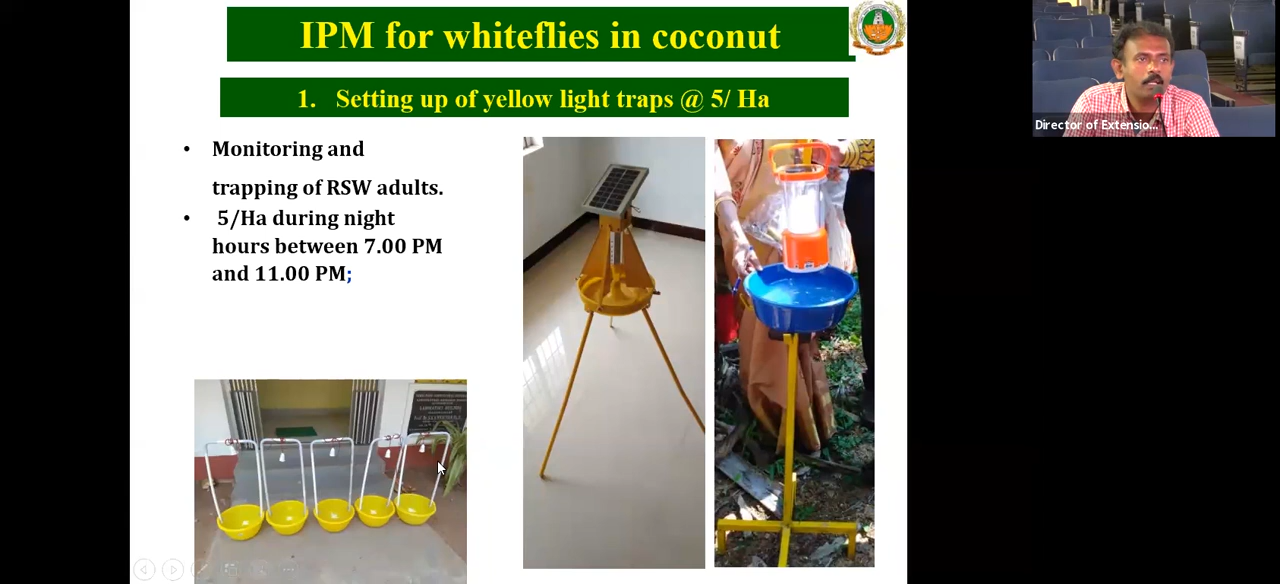 IPM for whiteflies in coconut
1. Setting up of yellow light traps @ 5/ Ha
• Monitoring and
trapping of RSW adults.
• 5/Ha during night
hours between 7.00 PM
and 11.00 PM;
Director of Extensio...